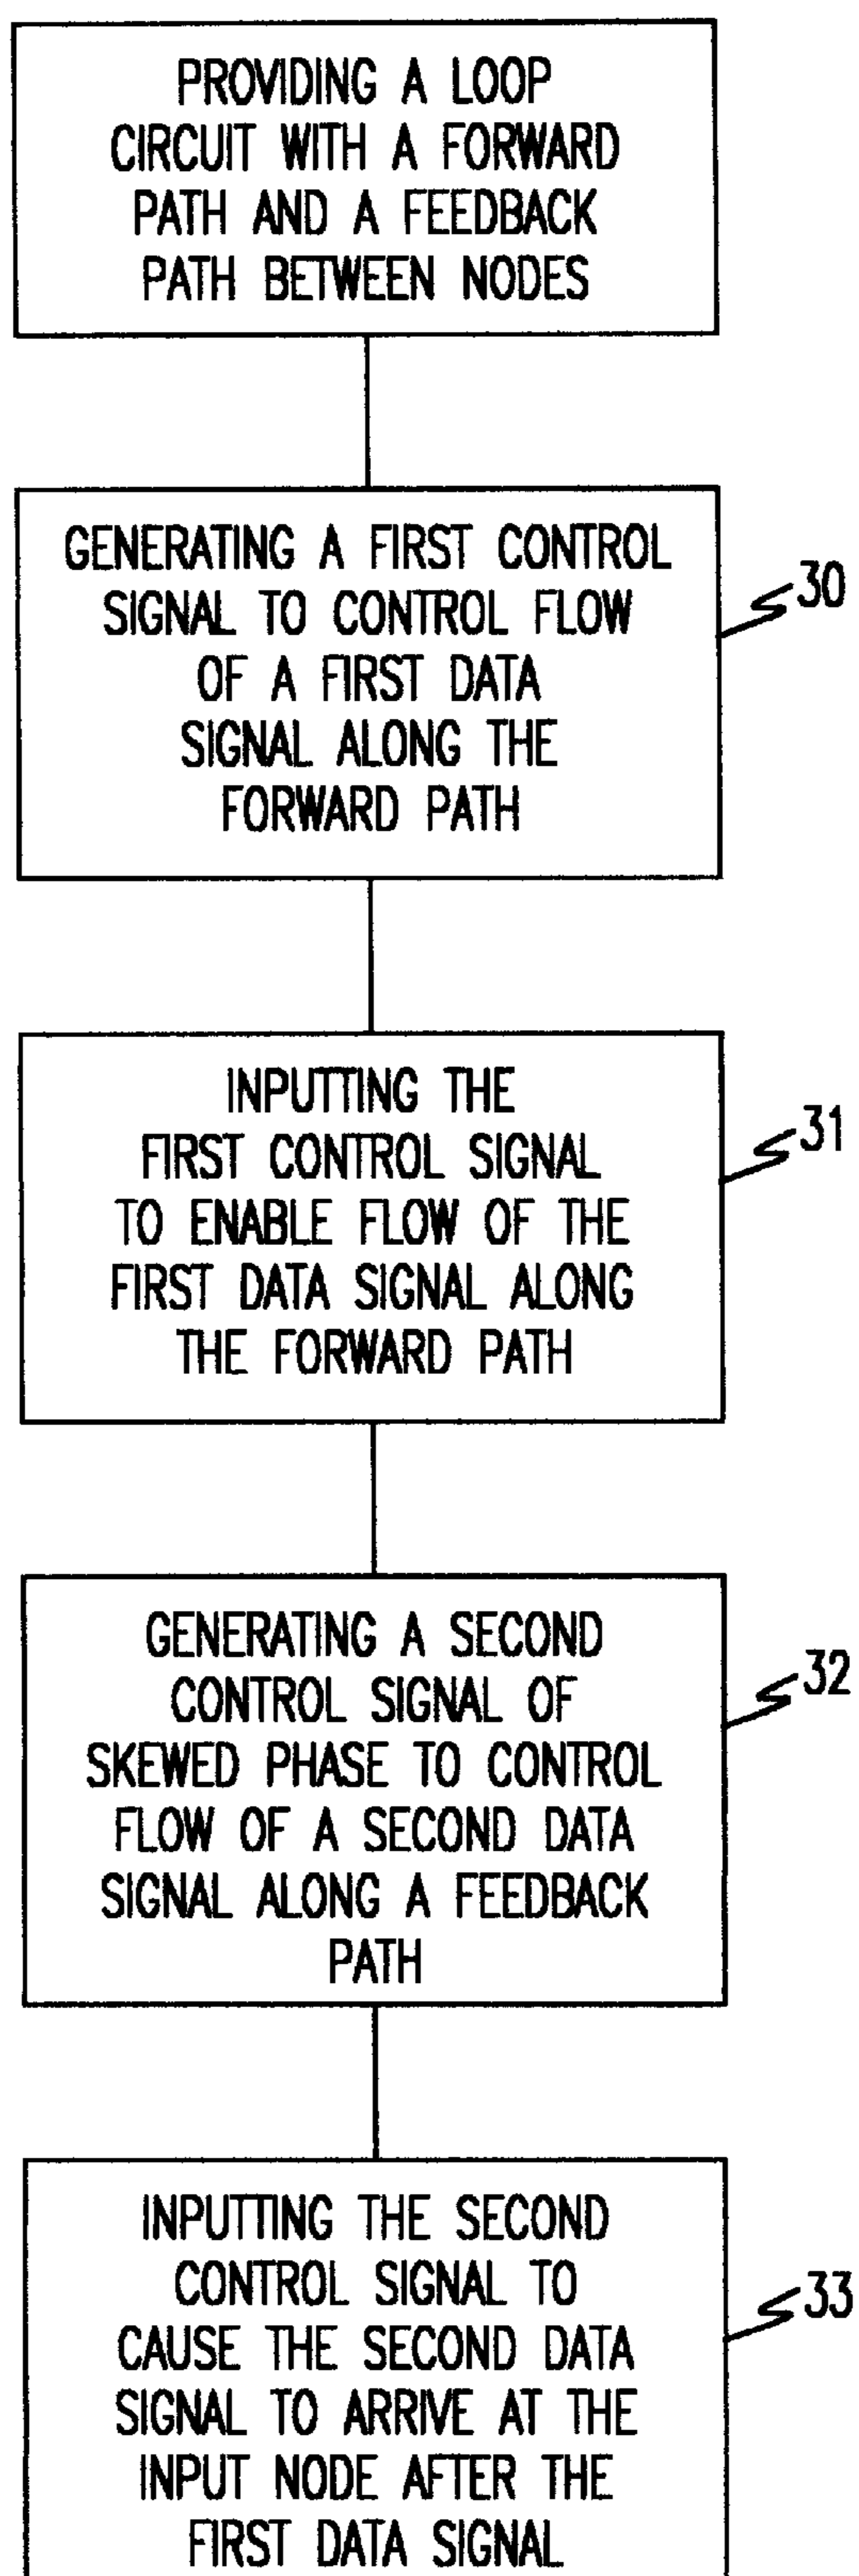 PROVIDING A LOOP
CIRCUIT WITH A FORWARD
PATH AND A FEEDBACK
PATH BETWEEN NODES
GENERATING A FIRST CONTROL
SIGNAL TO CONTROL FLOW
OF A FIRST DATA
SIGNAL ALONG THE
FORWARD PATH
30
INPUTTING THE
FIRST CONTROL SIGNAL
TO ENABLE FLOW OF THE
FIRST DATA SIGNAL ALONG
THE FORWARD PATH
31
GENERATING A SECOND
CONTROL SIGNAL OF
SKEWED PHASE TO CONTROL
FLOW OF A SECOND DATA
SIGNAL ALONG A FEEDBACK
PATH
32
INPUTTING THE SECOND
CONTROL SIGNAL TO
CAUSE THE SECOND DATA
SIGNAL TO ARRIVE AT THE
INPUT NODE AFTER THE
FIRST DATA SIGNAL
33